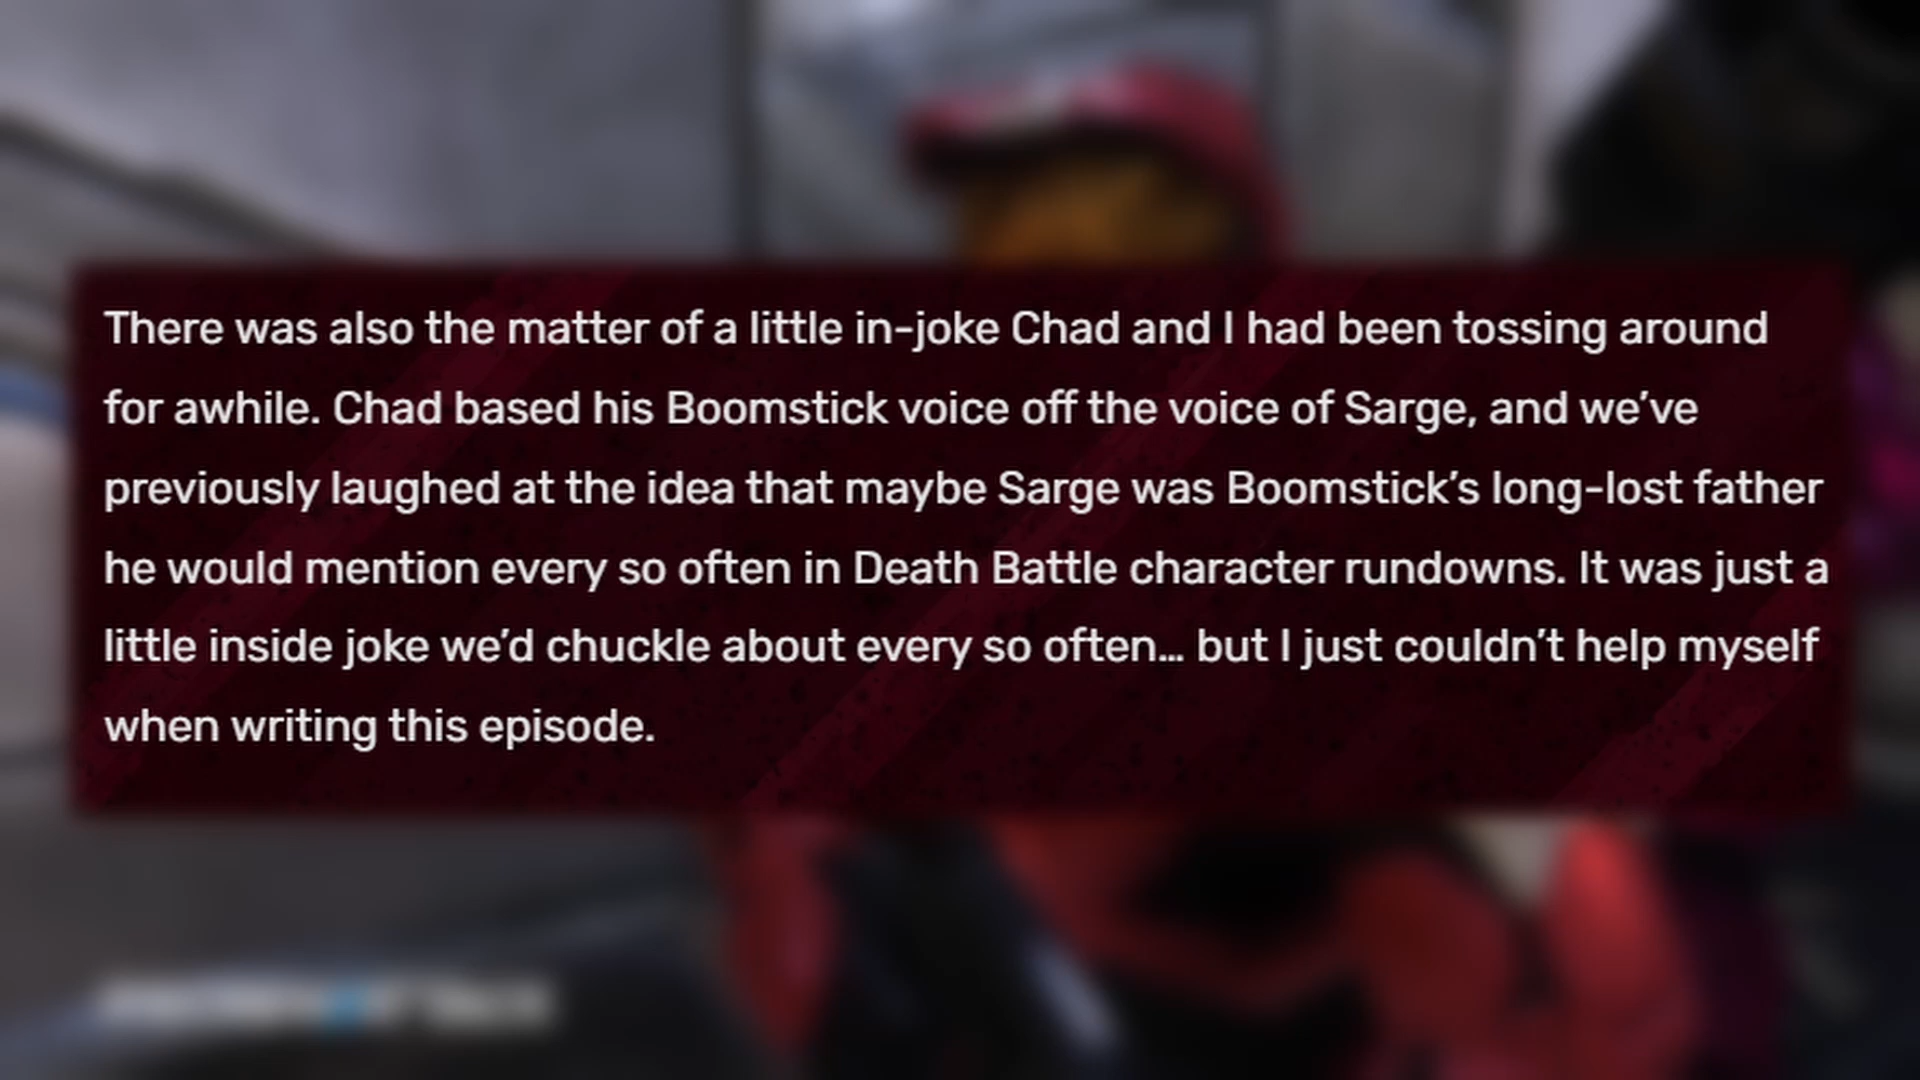 There was also the matter of a little in-joke Chad and I had been tossing around
for awhile. Chad based his Boomstick voice off the voice of Sarge, and we’ve
previously laughed at the idea that maybe Sarge was Boomstick’s long-lost father
he would mention every so often in Death Battle character rundowns. It was just a
little inside joke we’d chuckle about every so often… but I just couldn’t help myself
when writing this episode.